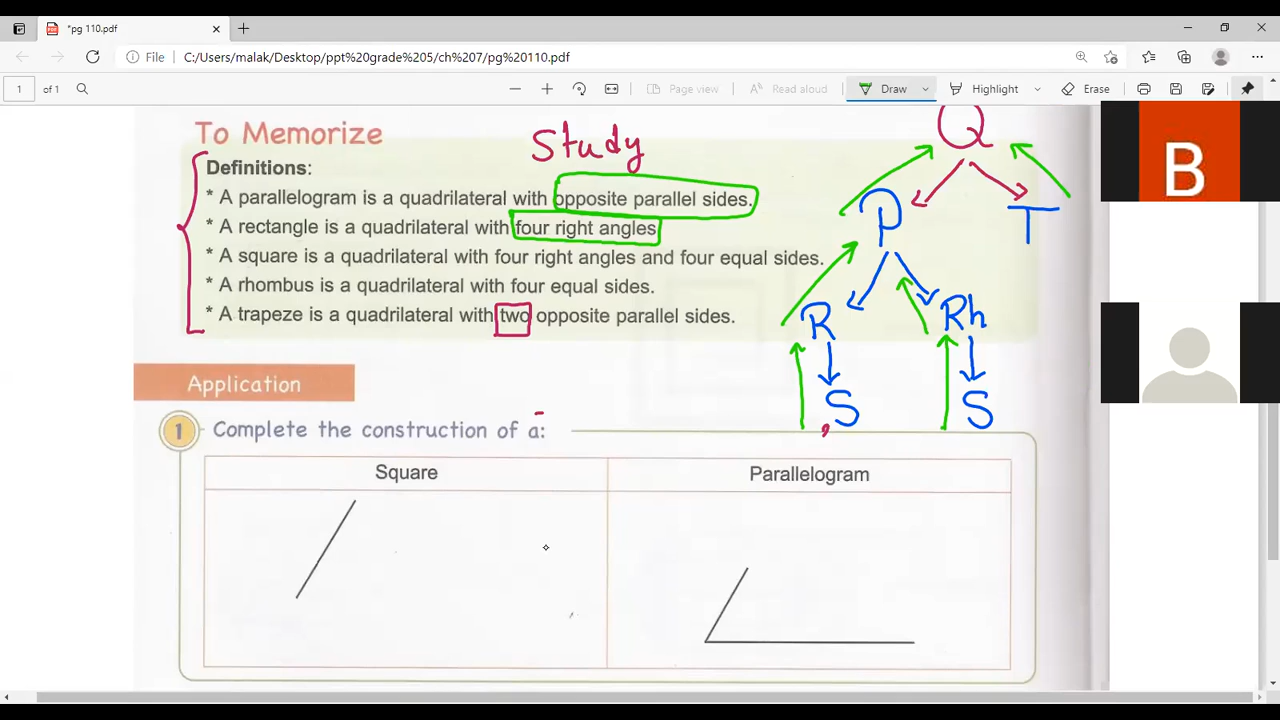 *pg 110.pdf
File
C:/Users/malak/Desktop/ppt%20grade%205/ch%207/pg%20110.pdf
1 of 1
Page view
Read aloud
Draw
Highlight
Erase
To Memorize
Study
Definitions:
* A parallelogram is a quadrilateral with opposite parallel sides.
* A rectangle is a quadrilateral with four right angles
* A square is a quadrilateral with four right angles and four equal sides.
* A rhombus is a quadrilateral with four equal sides.
* A trapeze is a quadrilateral with two opposite parallel sides.
Q
P T
R Rh
S S
B
Application
1 Complete the construction of a:
Square Parallelogram